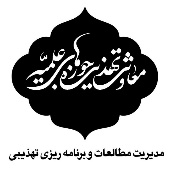 معاونت تهذیب حوزه‌های علمیه
مدیریت مطالعات و برنامه ریزی تهذیبی